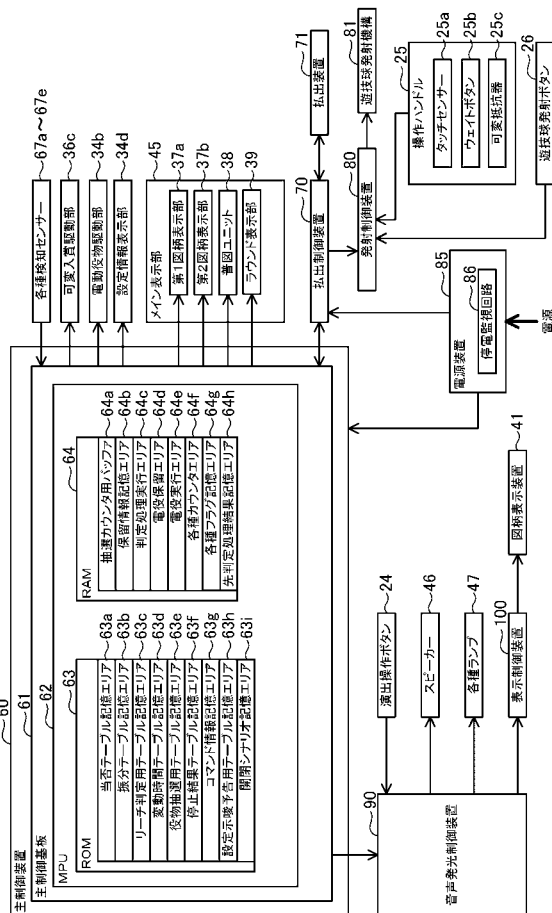 主制御装置
60
主制御基板
61
MPU
62
ROM
63
当否テーブル記憶エリア
63a
振分テーブル記憶エリア
63b
リーチ判定用テーブル記憶エリア
63c
変動時間テーブル記憶エリア
63d
役物抽選用テーブル記憶エリア
63e
停止結果テーブル記憶エリア
63f
コマンド情報記憶エリア
63g
設定示唆予告用テーブル記憶エリア
63h
開閉シナリオ記憶エリア
63i
RAM
64
抽選カウンタ用バッファ
64a
保留情報記憶エリア
64b
判定処理実行エリア
64c
電役保留エリア
64d
電役実行エリア
64e
各種カウンタエリア
64f
各種フラグ記憶エリア
64g
先判定処理結果記憶エリア
64h
各種検知センサー
67a~67e
可変入賞駆動部
36c
電動役物駆動部
34b
設定情報表示部
34d
メイン表示部
45
第1図柄表示部
37a
第2図柄表示部
37b
普図ユニット
38
ラウンド表示部
39
払出制御装置
70
払出装置
71
発射制御装置
80
遊技球発射機構
81
操作ハンドル
25
タッチセンサー
25a
ウェイトボタン
25b
可変抵抗器
25c
遊技球発射ボタン
26
電源装置
85
停電監視回路
86
電源
音声発光制御装置
90
演出操作ボタン
24
スピーカー
46
各種ランプ
47
表示制御装置
100
図柄表示装置
41